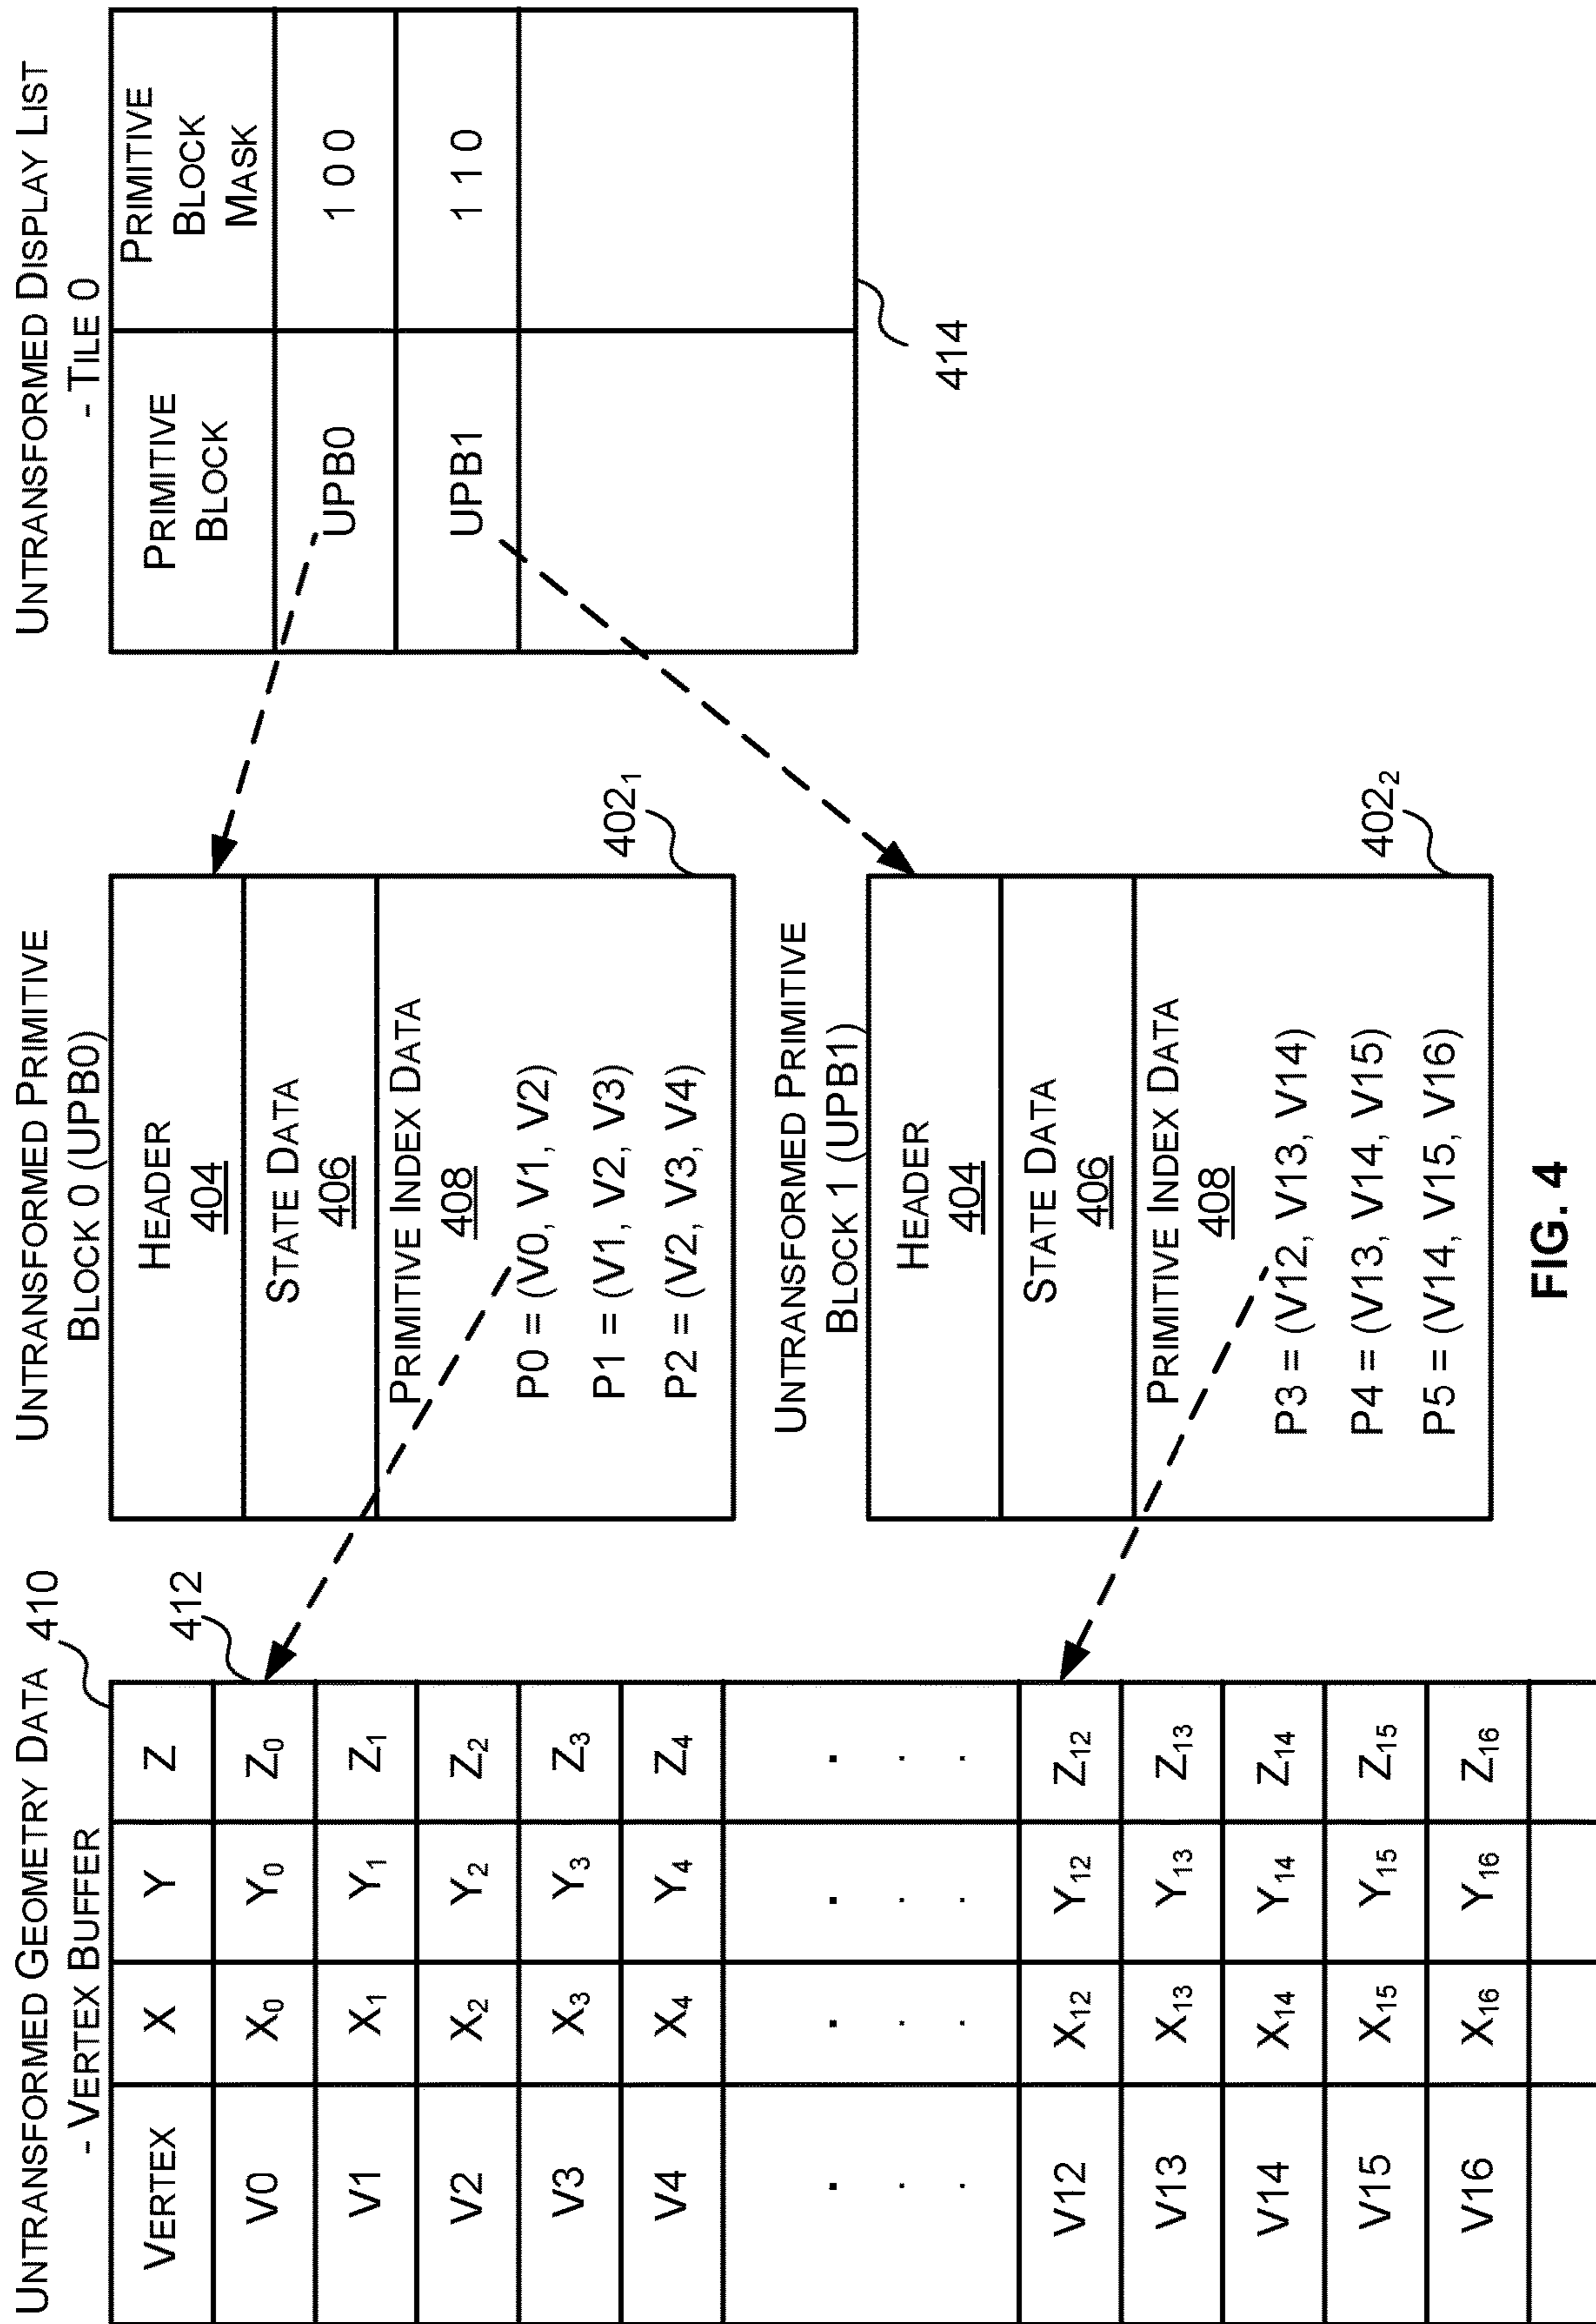 UNTRANSFORMED GEOMETRY DATA 410
- VERTEX BUFFER
412
VERTEX X Y Z
V0 X0 Y0 Z0
V1 X1 Y1 Z1
V2 X2 Y2 Z2
V3 X3 Y3 Z3
V4 X4 Y4 Z4
. . . .
. . . .
. . . .
V12 X12 Y12 Z12
V13 X13 Y13 Z13
V14 X14 Y14 Z14
V15 X15 Y15 Z15
V16 X16 Y16 Z16
UNTRANSFORMED PRIMITIVE
BLOCK 0 (UPB0)
HEADER
404
STATE DATA
406
PRIMITIVE INDEX DATA
408
P0 = (V0, V1, V2)
P1 = (V1, V2, V3)
P2 = (V2, V3, V4)
402₁
UNTRANSFORMED PRIMITIVE
BLOCK 1 (UPB1)
HEADER
404
STATE DATA
406
PRIMITIVE INDEX DATA
408
P3 = (V12, V13, V14)
P4 = (V13, V14, V15)
P5 = (V14, V15, V16)
402₂
UNTRANSFORMED DISPLAY LIST
- TILE 0
PRIMITIVE
BLOCK
PRIMITIVE
BLOCK
MASK
UPB0 1 0 0
UPB1 1 1 0
414
FIG. 4